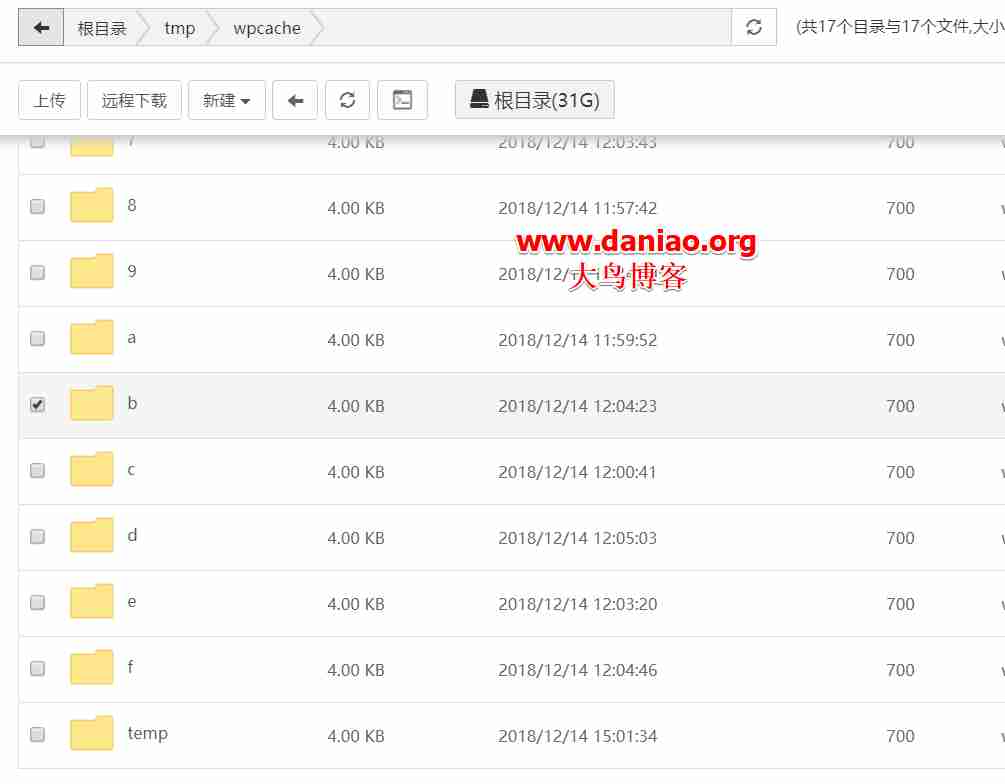 根目录 tmp wpcache (共17个目录与17个文件,大小
上传 远程下载 新建 根目录(31G)
7 4.00 KB 2018/12/14 12:03:43 700
8 4.00 KB 2018/12/14 11:57:42 700
www.daniao.org
9 4.00 KB 2018/12/ 700
大鸟博客
a 4.00 KB 2018/12/14 11:59:52 700
b 4.00 KB 2018/12/14 12:04:23 700
c 4.00 KB 2018/12/14 12:00:41 700
d 4.00 KB 2018/12/14 12:05:03 700
e 4.00 KB 2018/12/14 12:03:20 700
f 4.00 KB 2018/12/14 12:04:46 700
temp 4.00 KB 2018/12/14 15:01:34 700